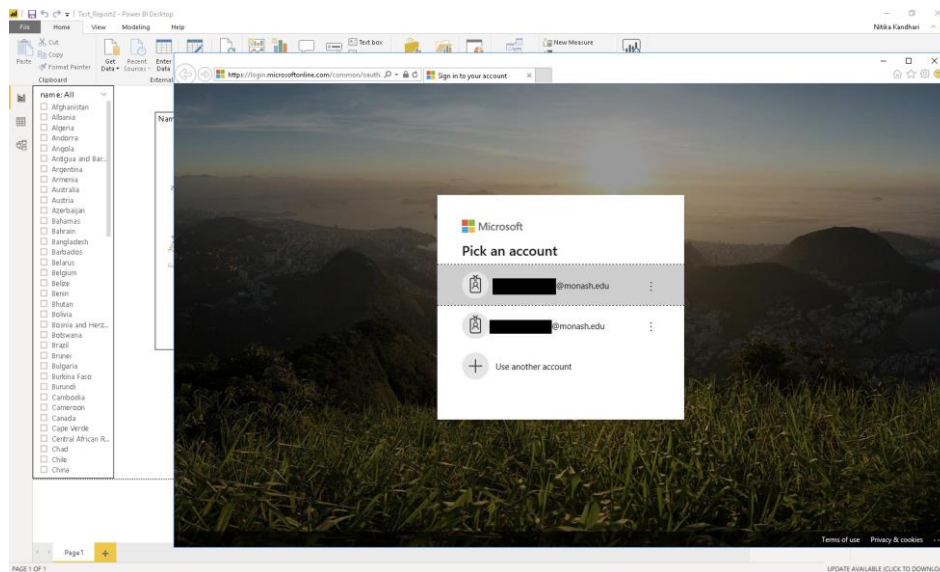 Test_Report2 - Power BI Desktop
File Home View Modeling Help
Nitika Kandhari
Paste
Cut
Copy
Format Painter
Clipboard
Get Data
Recent Sources
Enter Data
External
Text box
New Measure
https://login.microsoftonline.com/common/oauth.
Sign in to your account
name: All
Afghanistan
Albania
Algeria
Andorra
Angola
Antigua and Bar...
Argentina
Armenia
Australia
Austria
Azerbaijan
Bahamas
Bahrain
Bangladesh
Barbados
Belarus
Belgium
Belize
Benin
Bhutan
Bolivia
Bosnia and Herz...
Botswana
Brazil
Brunei
Bulgaria
Burkina Faso
Burundi
Cambodia
Cameroon
Canada
Cape Verde
Central African R...
Chad
Chile
China
Nam
Microsoft
Pick an account
@monash.edu
@monash.edu
Use another account
Terms of use Privacy & cookies ...
Page1
PAGE 1 OF 1
UPDATE AVAILABLE (CLICK TO DOWNLO